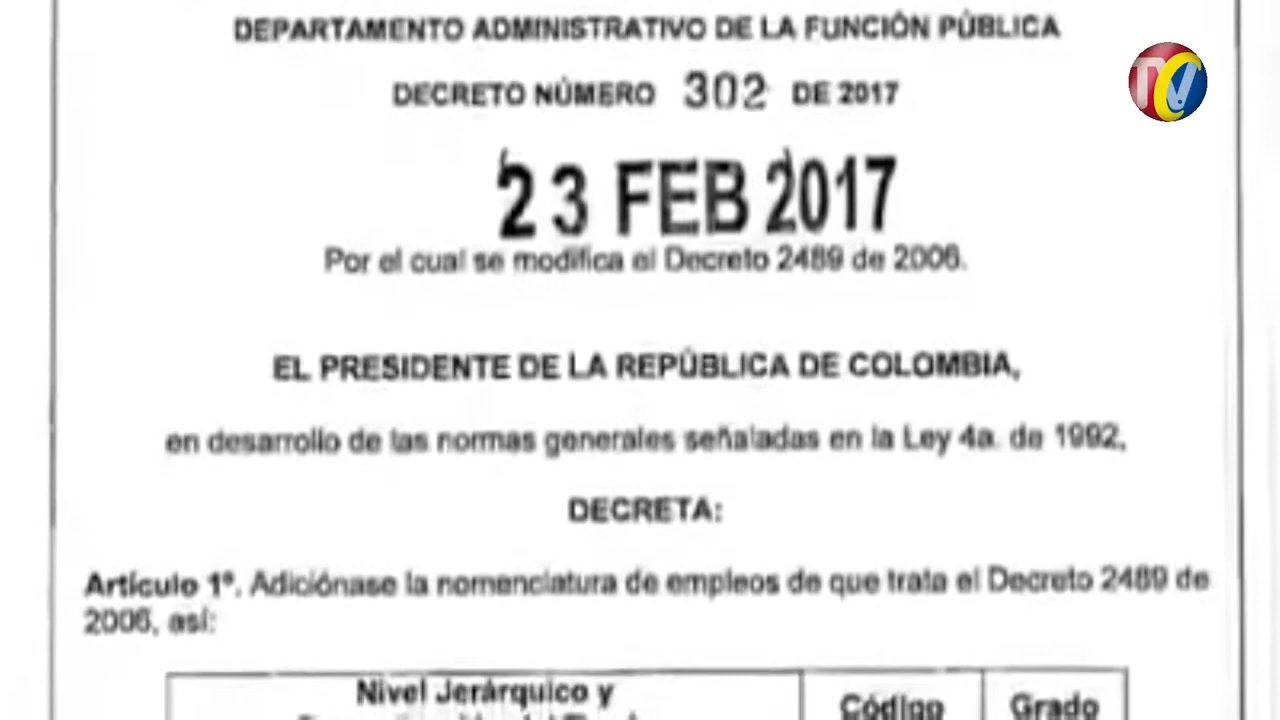 DEPARTAMENTO ADMINISTRATIVO DE LA FUNCIÓN PÚBLICA
TVC
DECRETO NÚMERO 302 DE 2017
23 FEB 2017
Por el cual se modifica el Decreto 2489 de 2006.
EL PRESIDENTE DE LA REPÚBLICA DE COLOMBIA,
en desarrollo de las normas generales señaladas en la Ley 4a. de 1992,
DECRETA:
Artículo 1º. Adiciónase la nomenclatura de empleos de que trata el Decreto 2489 de
2006, así:
Nivel Jerárquico y
Código
Grado